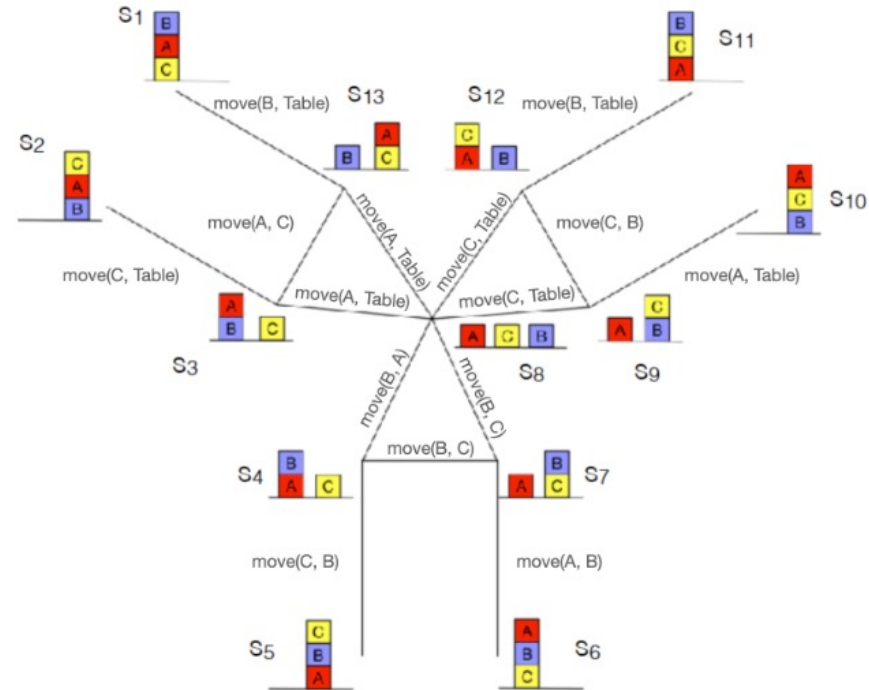 S1
B
A
C
move(B, Table)
S13
A
B C
S12
C
A B
move(B, Table)
B
C
A
S11
S2
C
A
B
move(A, C)
move(A, Table)
move(C, Table)
move(C, B)
A
C
B
S10
move(C, Table)
move(A, Table)
move(C, Table)
move(A, Table)
A
B C
S3
A C B
S8
C
A B
S9
move(B, A)
move(B, C)
move(B, C)
S4
B
A C
B
A C
S7
move(C, B)
move(A, B)
S5
C
B
A
A
B
C
S6